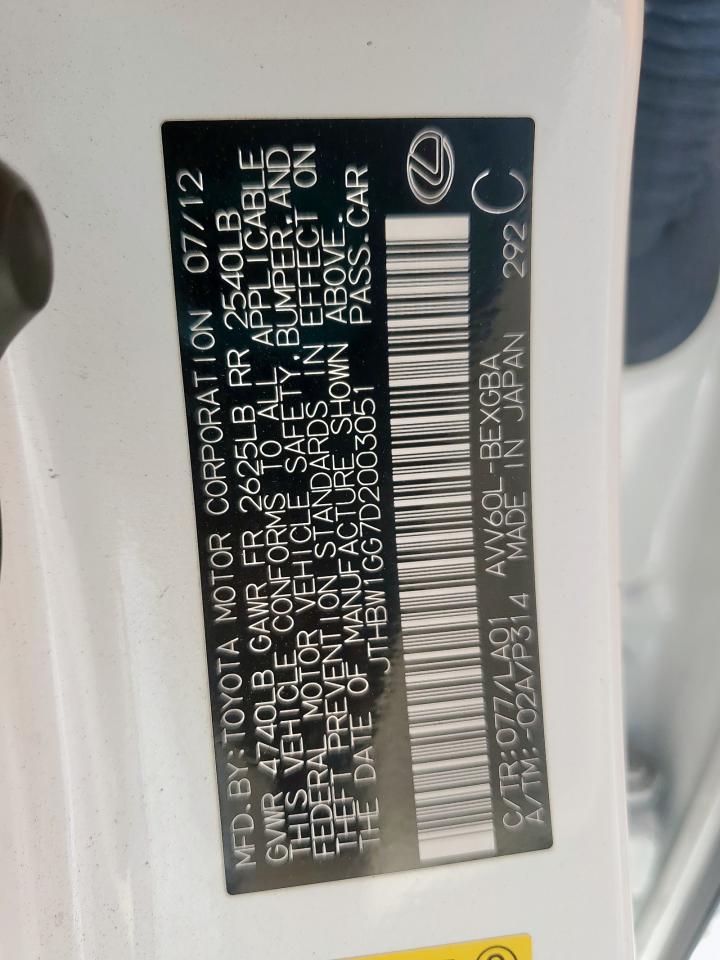 MFD.BY:TOYOTA MOTOR CORPORATION 07/12
GVWR 4740LB GAWR FR 2625LB RR 2540LB
THIS VEHICLE CONFORMS TO ALL APPLICABLE
FEDERAL MOTOR VEHICLE SAFETY,BUMPER,AND
THEFT PREVENTION STANDARDS IN EFFECT ON
THE DATE OF MANUFACTURE SHOWN ABOVE.
JTHBW1GG7D2003051 PASS.CAR
C/TR:077/LA01 AVV60L-BEXGBA 292 C
A/TM:-02A/P314 MADE IN JAPAN